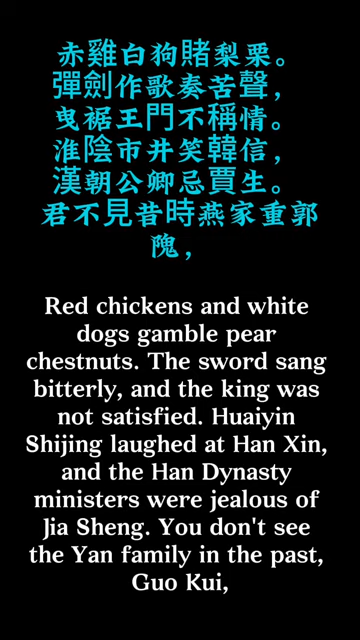 赤雞白狗賭梨栗。
彈劍作歌奏苦聲，
曳裾王門不稱情。
淮陰市井笑韓信，
漢朝公卿忌賈生。
君不見昔時燕家重郭
隗，
Red chickens and white
dogs gamble pear
chestnuts. The sword sang
bitterly, and the king was
not satisfied. Huaiyin
Shijing laughed at Han Xin,
and the Han Dynasty
ministers were jealous of
Jia Sheng. You don't see
the Yan family in the past,
Guo Kui,